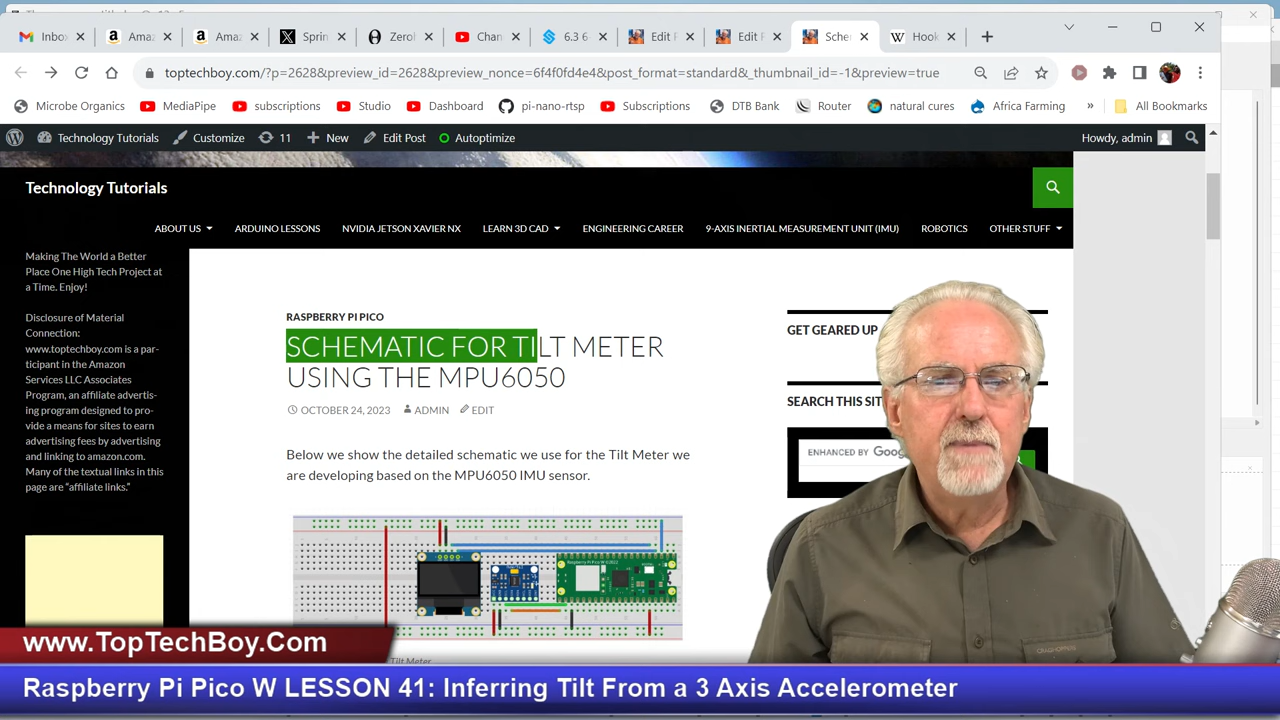 Inbo
Ama
Ama
Sprin
Zero
Chan
6.3 6
Edit F
Edit P
Sche
Hook
toptechboy.com/?p=2628&preview_id=2628&preview_nonce=6f4f0fd4e4&post_format=standard&_thumbnail_id=-1&preview=true
Microbe Organics
MediaPipe
subscriptions
Studio
Dashboard
pi-nano-rtsp
Subscriptions
DTB Bank
Router
natural cures
Africa Farming
»
All Bookmarks
Technology Tutorials
Customize
11
New
Edit Post
Autoptimize
Howdy, admin
Technology Tutorials
ABOUT US
ARDUINO LESSONS
NVIDIA JETSON XAVIER NX
LEARN 3D CAD
ENGINEERING CAREER
9-AXIS INERTIAL MEASUREMENT UNIT (IMU)
ROBOTICS
OTHER STUFF
Making The World a Better
Place One High Tech Project at
a Time. Enjoy!
Disclosure of Material
Connection:
www.toptechboy.com is a par-
ticipant in the Amazon
Services LLC Associates
Program, an affiliate advertis-
ing program designed to pro-
vide a means for sites to earn
advertising fees by advertising
and linking to amazon.com.
Many of the textual links in this
page are “affiliate links.”
RASPBERRY PI PICO
SCHEMATIC FOR TILT METER
USING THE MPU6050
OCTOBER 24, 2023
ADMIN
EDIT
Below we show the detailed schematic we use for the Tilt Meter we
are developing based on the MPU6050 IMU sensor.
GET GEARED UP
SEARCH THIS SIT
ENHANCED BY Goog
Tilt Meter
www.TopTechBoy.Com
Raspberry Pi Pico W LESSON 41: Inferring Tilt From a 3 Axis Accelerometer